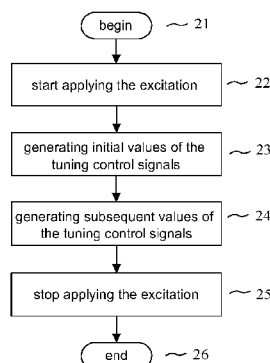 begin ~ 21
start applying the excitation ~ 22
generating initial values of the
tuning control signals ~ 23
generating subsequent values of
the tuning control signals ~ 24
stop applying the excitation ~ 25
end ~ 26